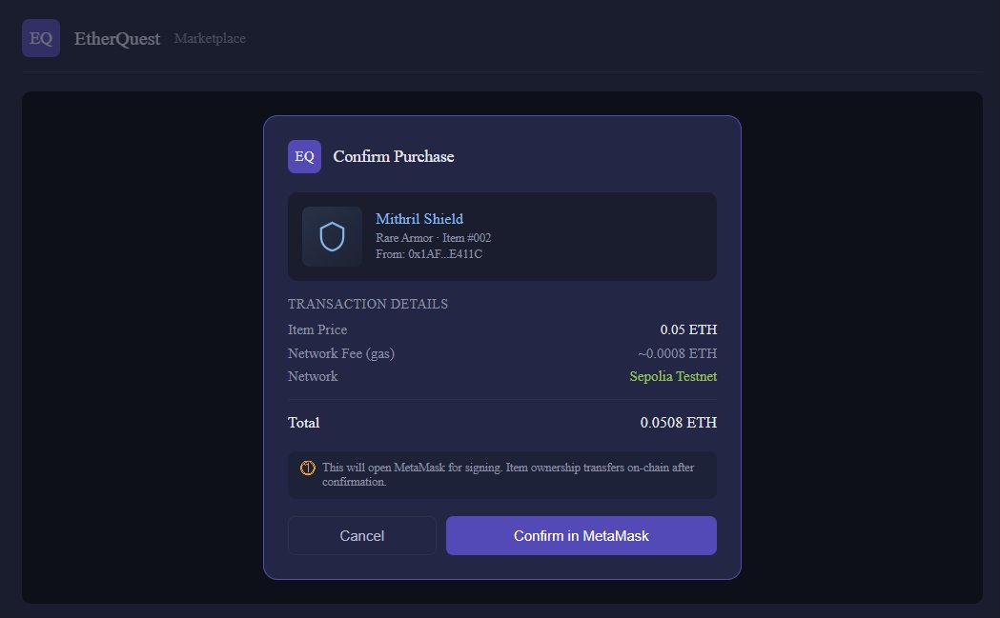 EQ EtherQuest Marketplace
EQ Confirm Purchase
Mithril Shield
Rare Armor · Item #002
From: 0x1AF...E411C
TRANSACTION DETAILS
Item Price 0.05 ETH
Network Fee (gas) ~0.0008 ETH
Network Sepolia Testnet
Total 0.0508 ETH
This will open MetaMask for signing. Item ownership transfers on-chain after
confirmation.
Cancel Confirm in MetaMask